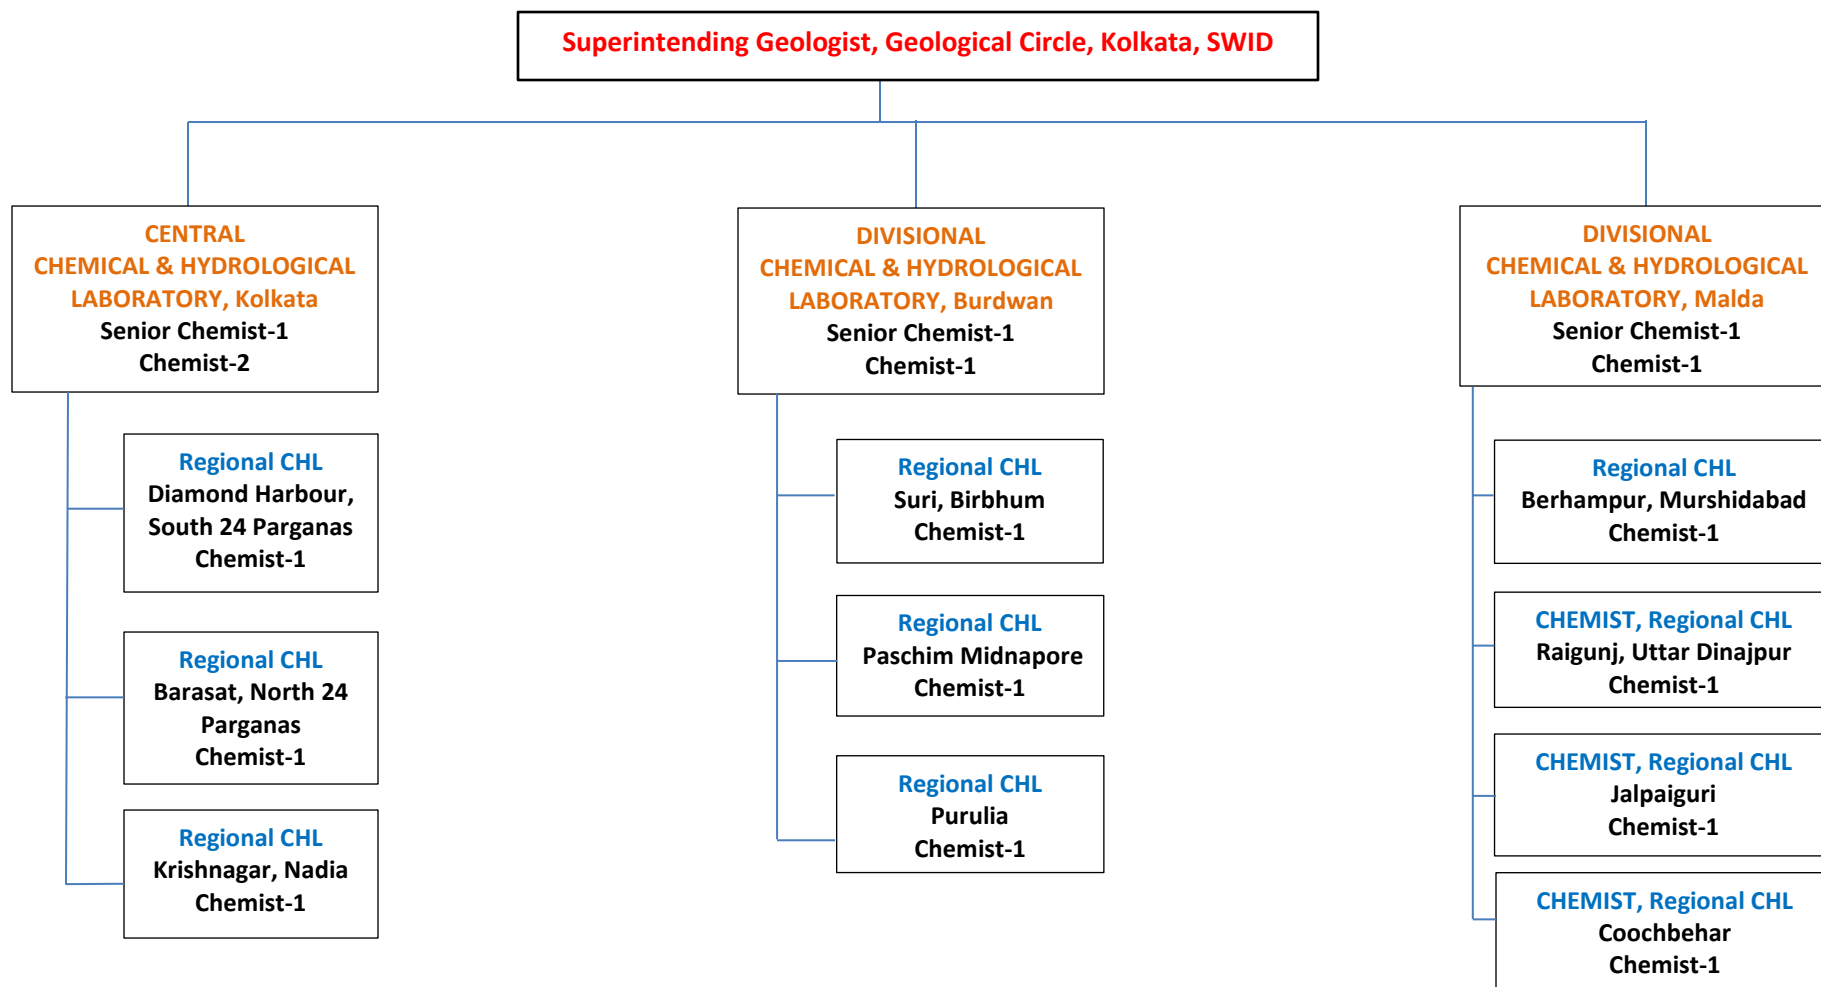 Superintending Geologist, Geological Circle, Kolkata, SWID
CENTRAL
CHEMICAL & HYDROLOGICAL
LABORATORY, Kolkata
Senior Chemist-1
Chemist-2
Regional CHL
Diamond Harbour,
South 24 Parganas
Chemist-1
Regional CHL
Barasat, North 24
Parganas
Chemist-1
Regional CHL
Krishnagar, Nadia
Chemist-1
DIVISIONAL
CHEMICAL & HYDROLOGICAL
LABORATORY, Burdwan
Senior Chemist-1
Chemist-1
Regional CHL
Suri, Birbhum
Chemist-1
Regional CHL
Paschim Midnapore
Chemist-1
Regional CHL
Purulia
Chemist-1
DIVISIONAL
CHEMICAL & HYDROLOGICAL
LABORATORY, Malda
Senior Chemist-1
Chemist-1
Regional CHL
Berhampur, Murshidabad
Chemist-1
CHEMIST, Regional CHL
Raigunj, Uttar Dinajpur
Chemist-1
CHEMIST, Regional CHL
Jalpaiguri
Chemist-1
CHEMIST, Regional CHL
Coochbehar
Chemist-1